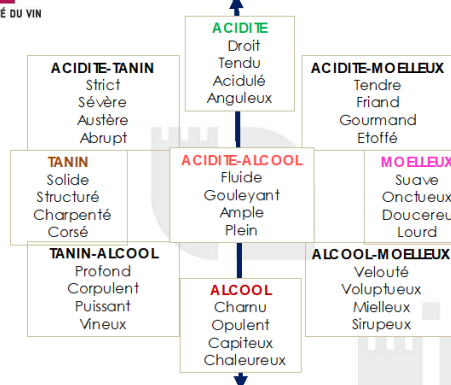 É DU VIN
ACIDITE
Droit
Tendu
Acidulé
Anguleux
ACIDITE-TANIN
Strict
Sévère
Austère
Abrupt
ACIDITE-MOELLEUX
Tendre
Friand
Gourmand
Etoffé
TANIN
Solide
Structuré
Charpenté
Corsé
ACIDITE-ALCOOL
Fluide
Gouleyant
Ample
Plein
MOELLEUX
Suave
Onctueux
Doucereu
Lourd
TANIN-ALCOOL
Profond
Corpulent
Puissant
Vineux
ALCOOL
Charnu
Opulent
Capiteux
Chaleureux
ALCOOL-MOELLEUX
Velouté
Voluptueux
Mielleux
Sirupeux